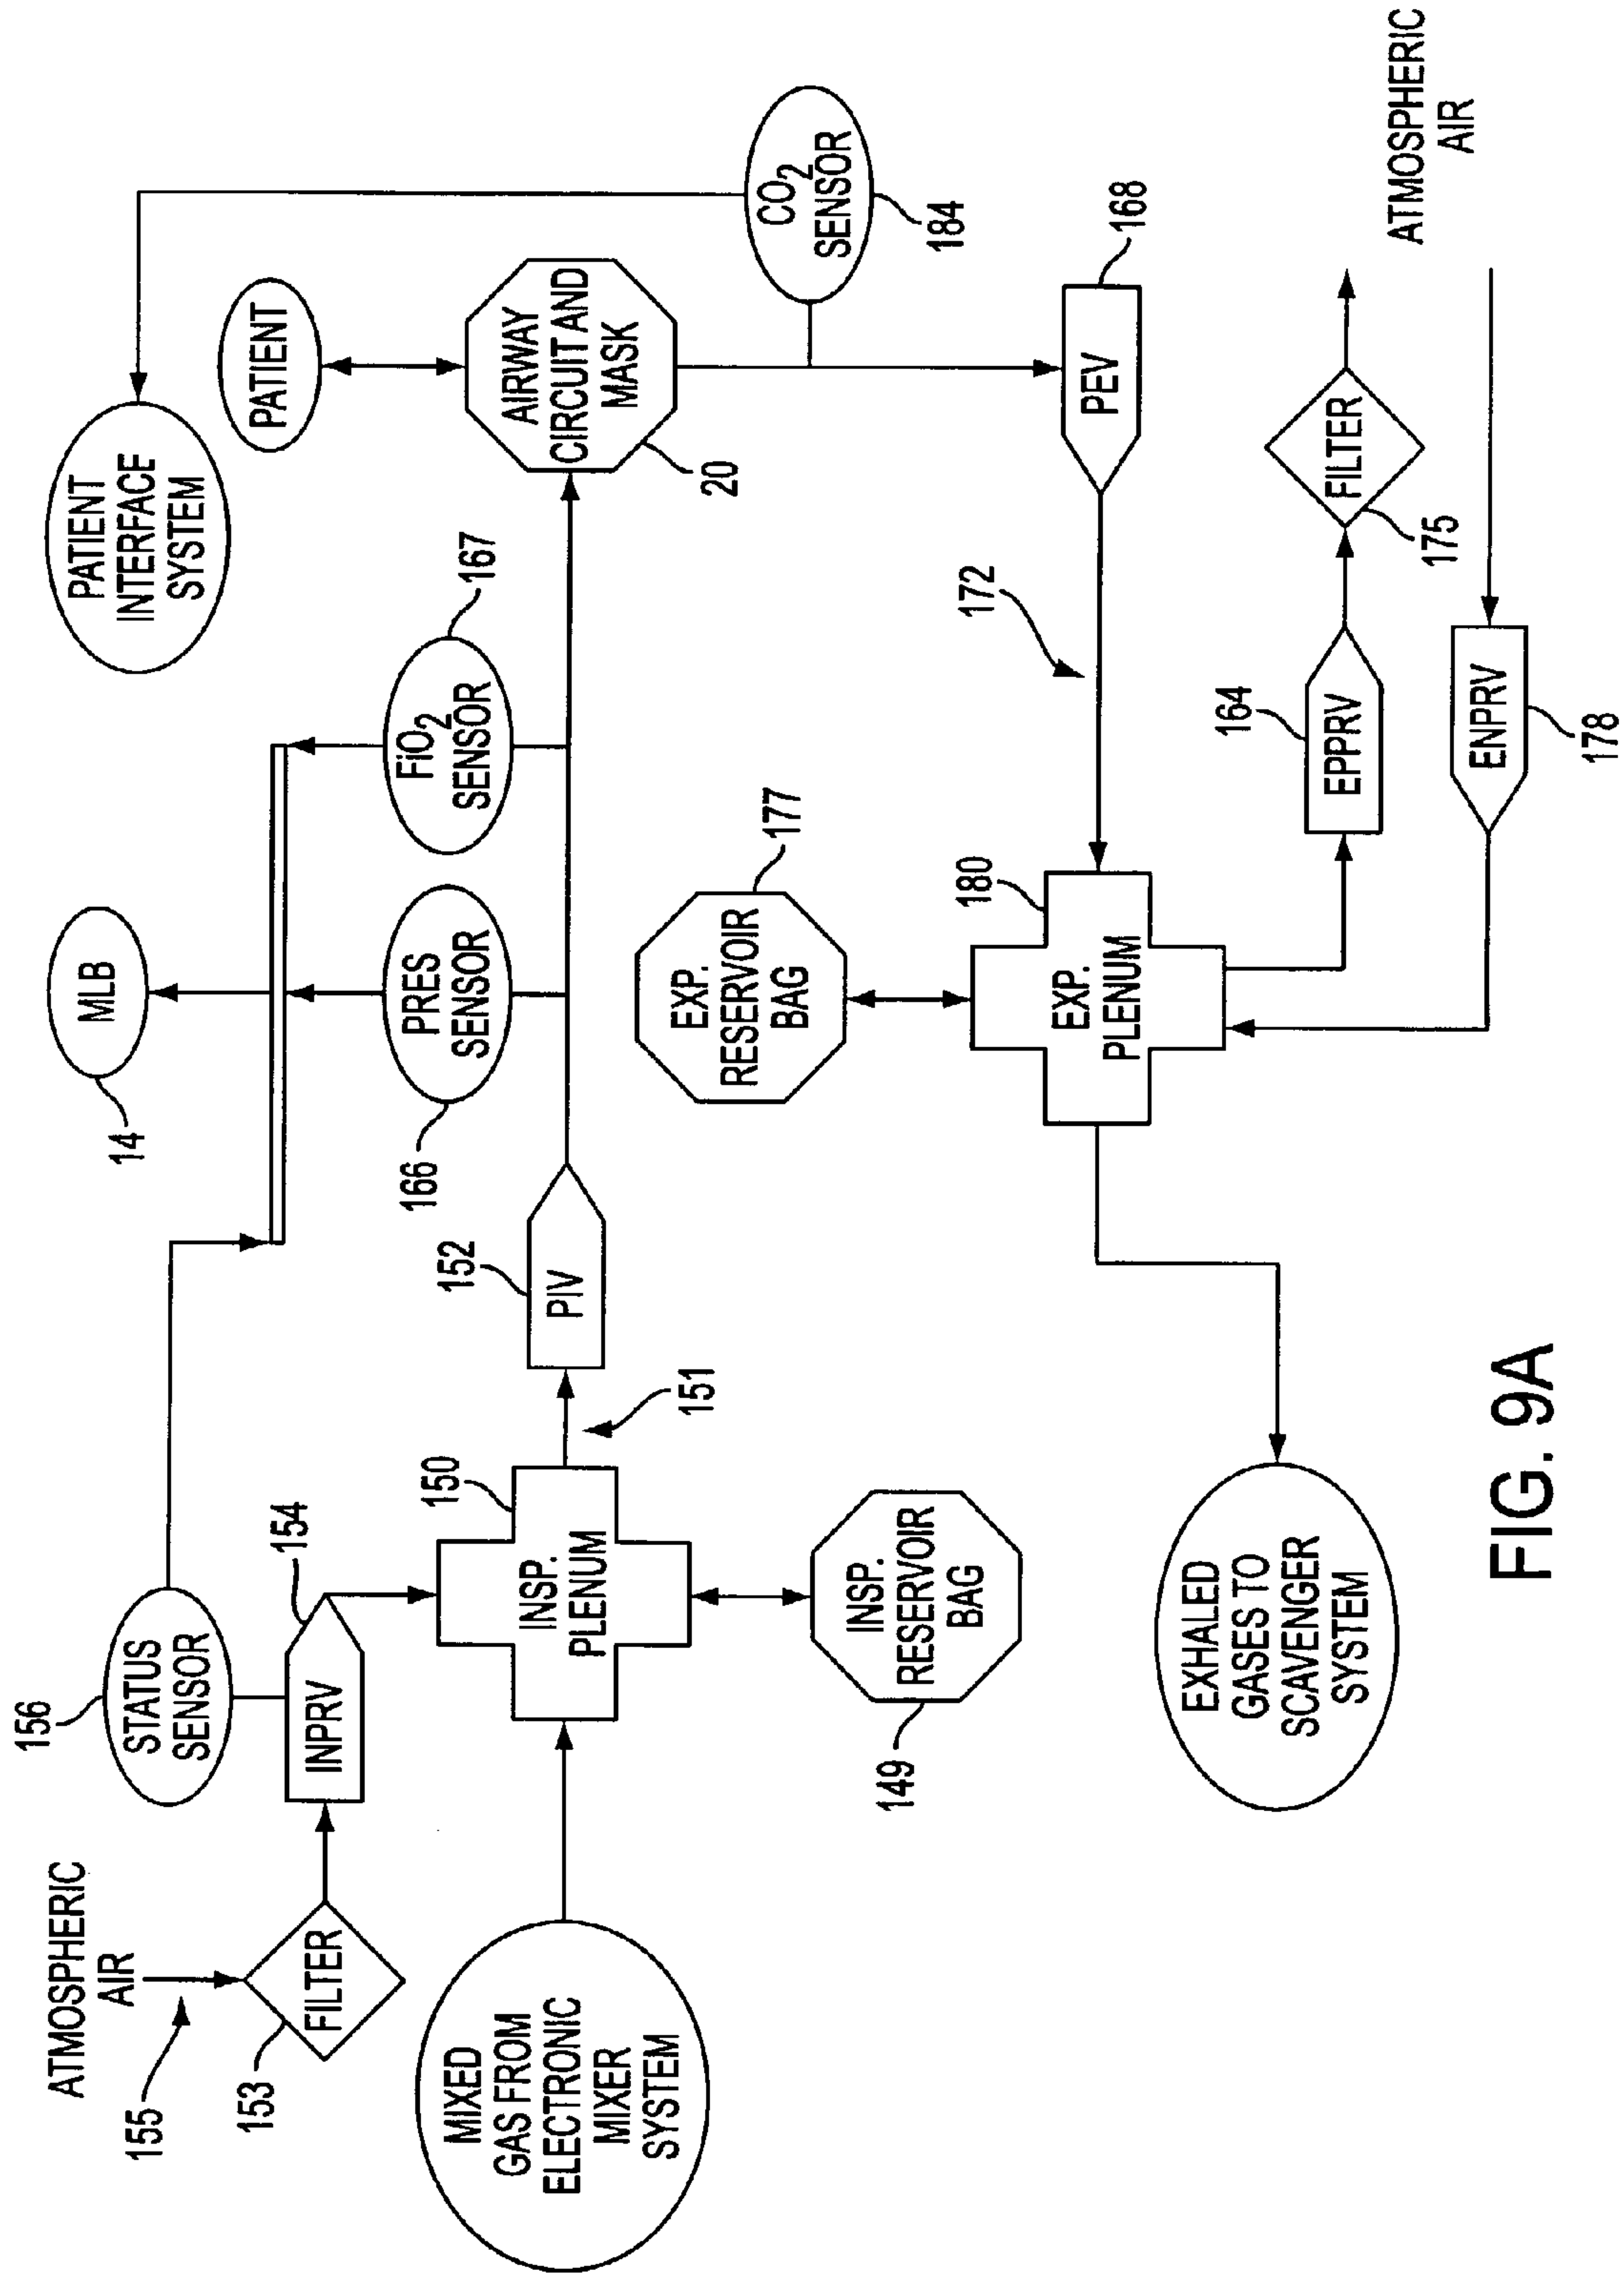 ATMOSPHERIC
AIR
155
153
FILTER
156
STATUS
SENSOR
INPRV
154
MIXED
GAS FROM
ELECTRONIC
MIXER
SYSTEM
INSP.
PLENUM
150
151
INSP.
RESERVOIR
BAG
149
PIV
152
14
MLB
166
PRES
SENSOR
FiO2
SENSOR
167
PATIENT
INTERFACE
SYSTEM
PATIENT
AIRWAY
CIRCUIT AND
MASK
20
CO2
SENSOR
184
PEV
168
172
EXP.
RESERVOIR
BAG
177
EXP.
PLENUM
180
EPPRV
164
FILTER
175
ENPRV
178
ATMOSPHERIC
AIR
EXHALED
GASES TO
SCAVENGER
SYSTEM
FIG. 9A